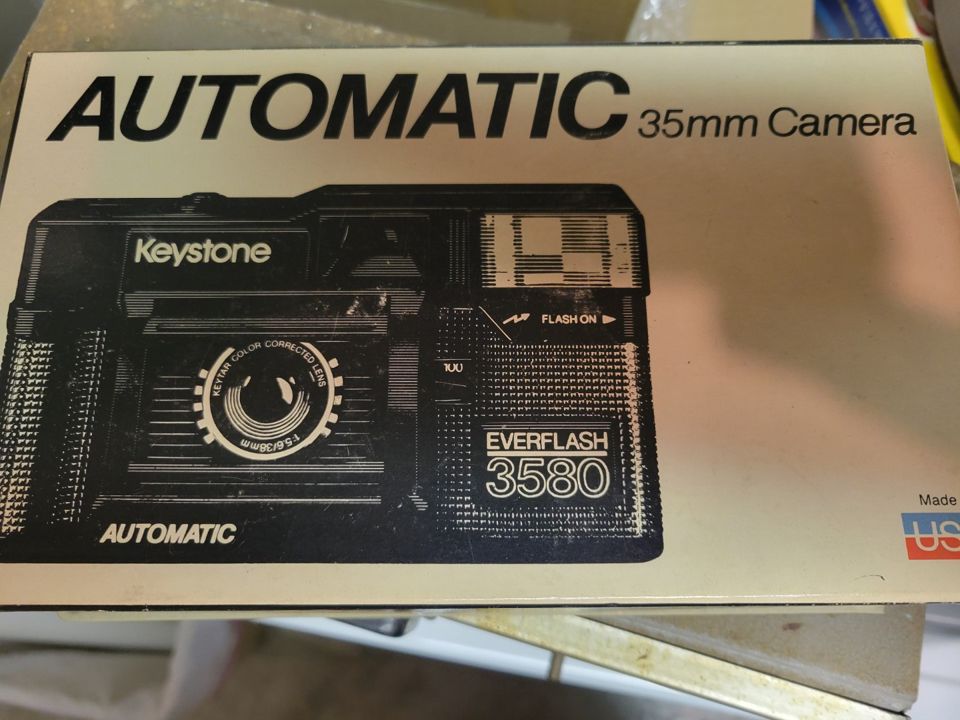 AUTOMATIC 35mm Camera
Keystone
FLASH ON
KEYTAR COLOR CORRECTED LENS
100
f:5.6/38mm
EVERFLASH
3580
AUTOMATIC
Made
US